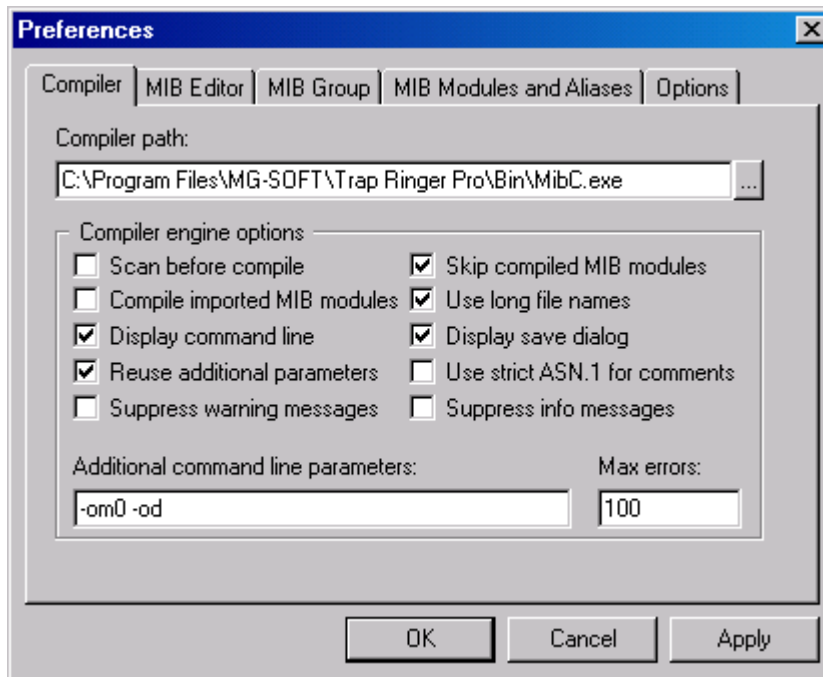 Preferences
Compiler MIB Editor MIB Group MIB Modules and Aliases Options
Compiler path:
C:\Program Files\MG-SOFT\Trap Ringer Pro\Bin\MibC.exe ...
Compiler engine options
Scan before compile Skip compiled MIB modules
Compile imported MIB modules Use long file names
Display command line Display save dialog
Reuse additional parameters Use strict ASN.1 for comments
Suppress warning messages Suppress info messages
Additional command line parameters: Max errors:
-om0 -od 100
OK Cancel Apply